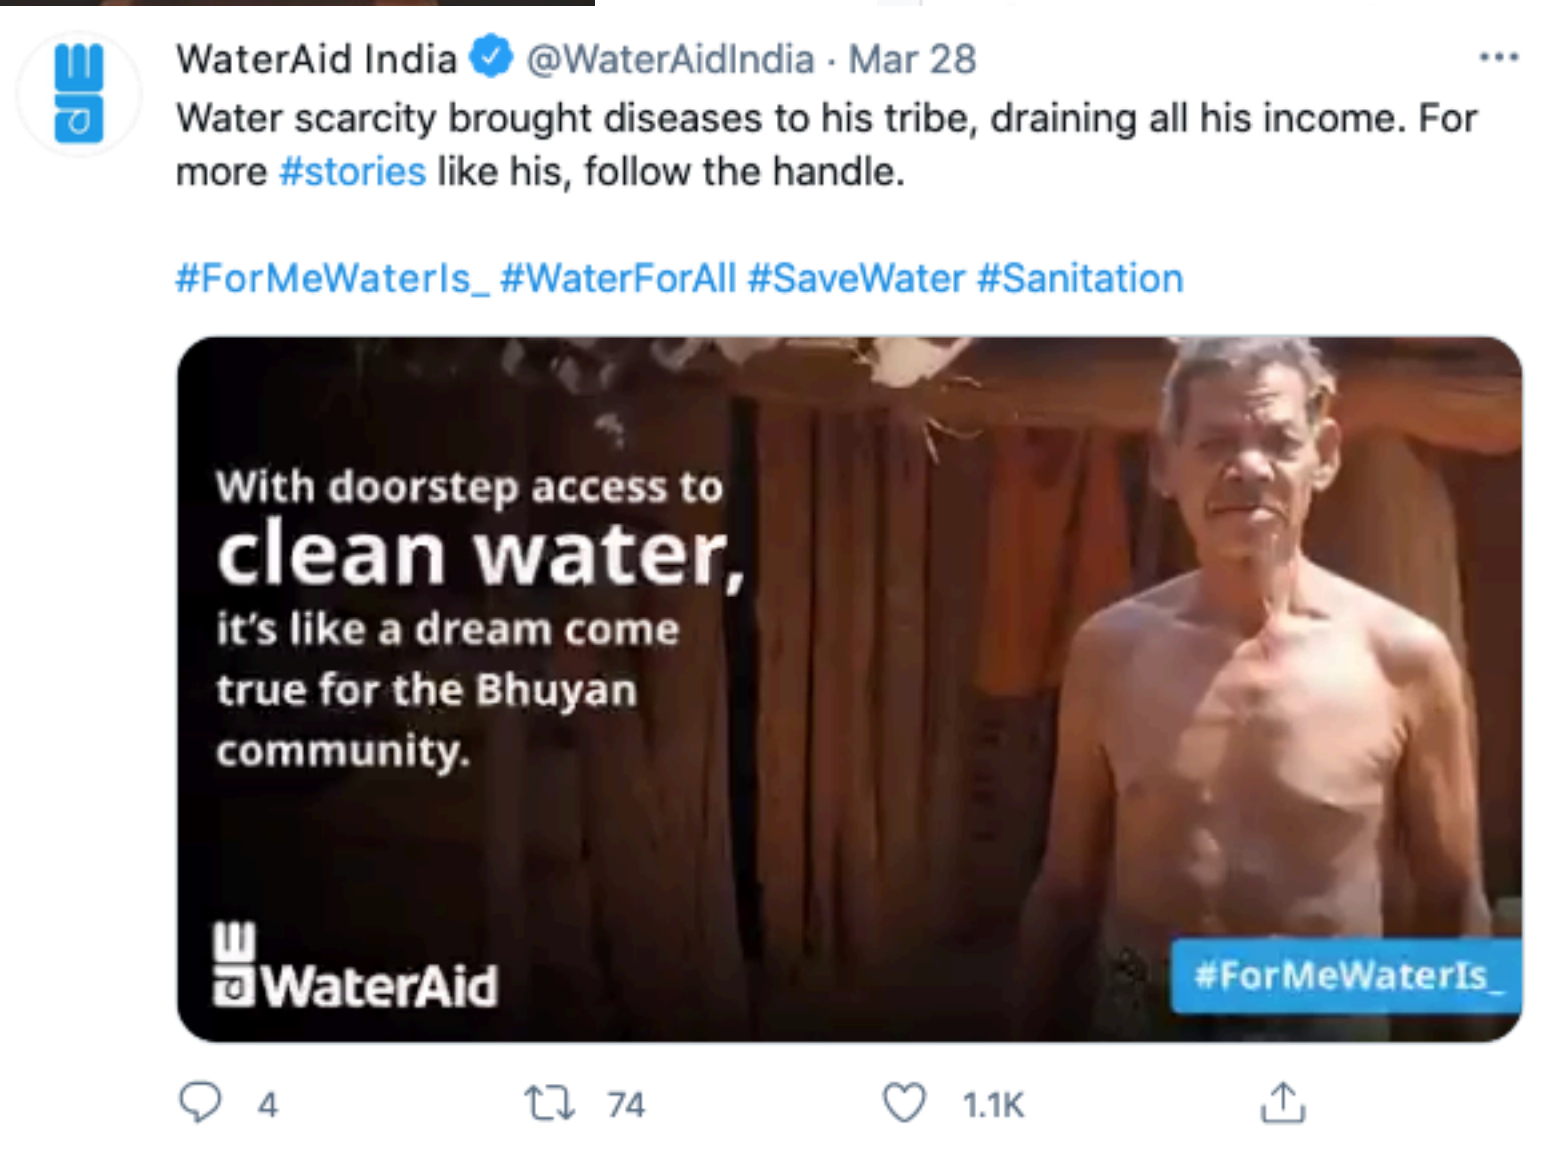 WaterAid India @WaterAidIndia · Mar 28
Water scarcity brought diseases to his tribe, draining all his income. For
more #stories like his, follow the handle.
#ForMeWaterIs_ #WaterForAll #SaveWater #Sanitation
With doorstep access to
clean water,
it's like a dream come
true for the Bhuyan
community.
WaterAid
#ForMeWaterIs_
4 74 1.1K